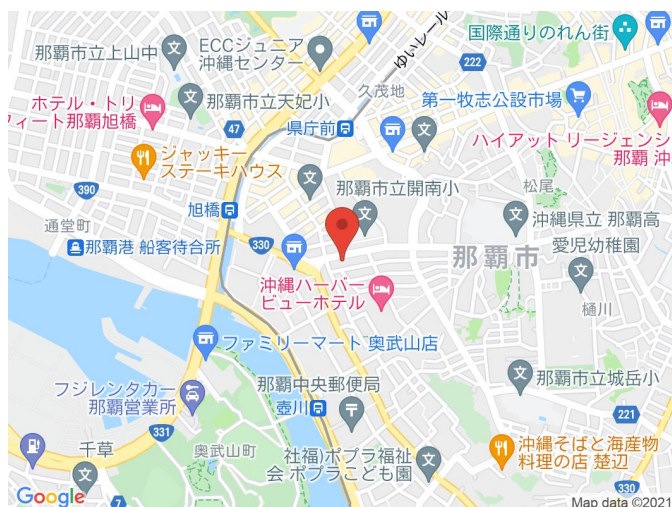 国際通りのれん街
那覇市立上山中
ECCジュニア
沖縄センター
ゆいレール
222
久茂地
ホテル・トリ
フィート那覇旭橋
那覇市立天妃小
第一牧志公設市場
47
県庁前
ハイアット リージェンシ
那覇 沖
ジャッキー
ステーキハウス
松尾
那覇市立開南小
390
旭橋
沖縄県立 那覇高
通堂町
那覇港 船客待合所
330
那覇市
愛児幼稚園
沖縄ハーバー
ビューホテル
樋川
ファミリーマート 奥武山店
フジレンタカー
那覇営業所
那覇中央郵便局
那覇市立城岳小
壺川
221
331
奥武山町
千草
社福)ポプラ福祉
会 ポプラこども園
沖縄そばと海産物
料理の店 楚辺
7
330
Google
Map data ©2021